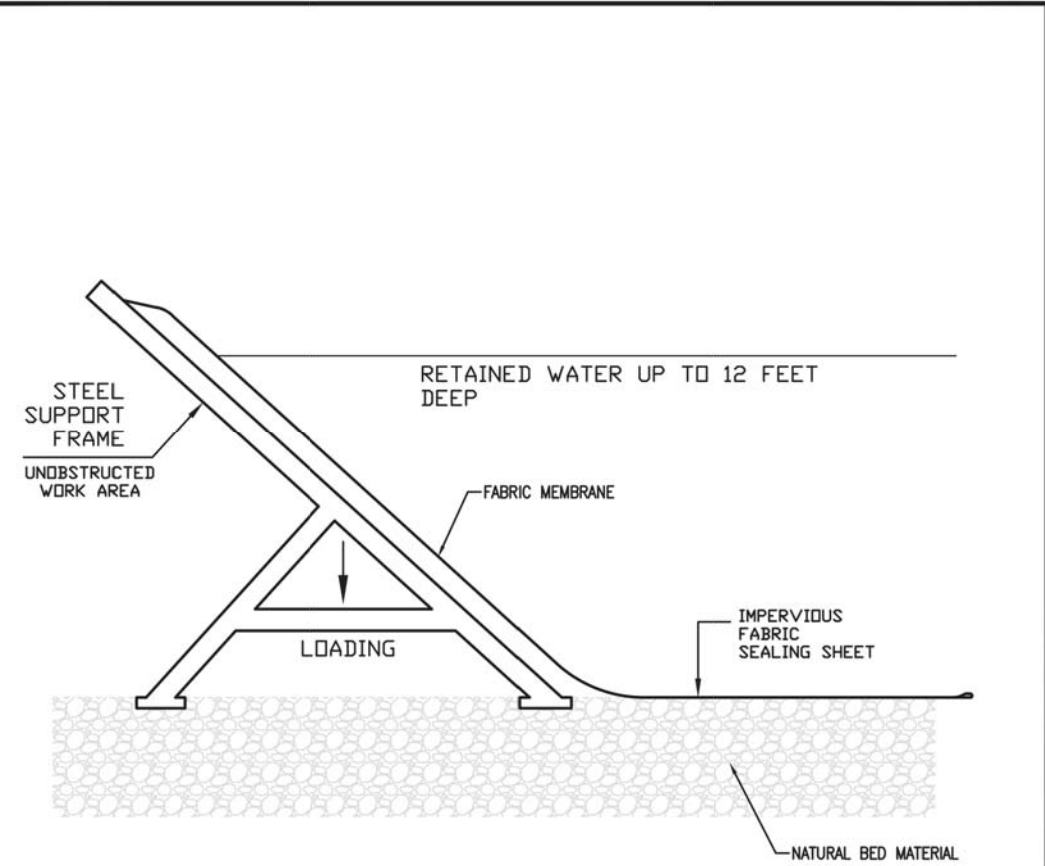 RETAINED WATER UP TO 12 FEET
DEEP
STEEL
SUPPORT
FRAME
UNOBSTRUCTED
WORK AREA
FABRIC MEMBRANE
LOADING
IMPERVIOUS
FABRIC
SEALING SHEET
NATURAL BED MATERIAL